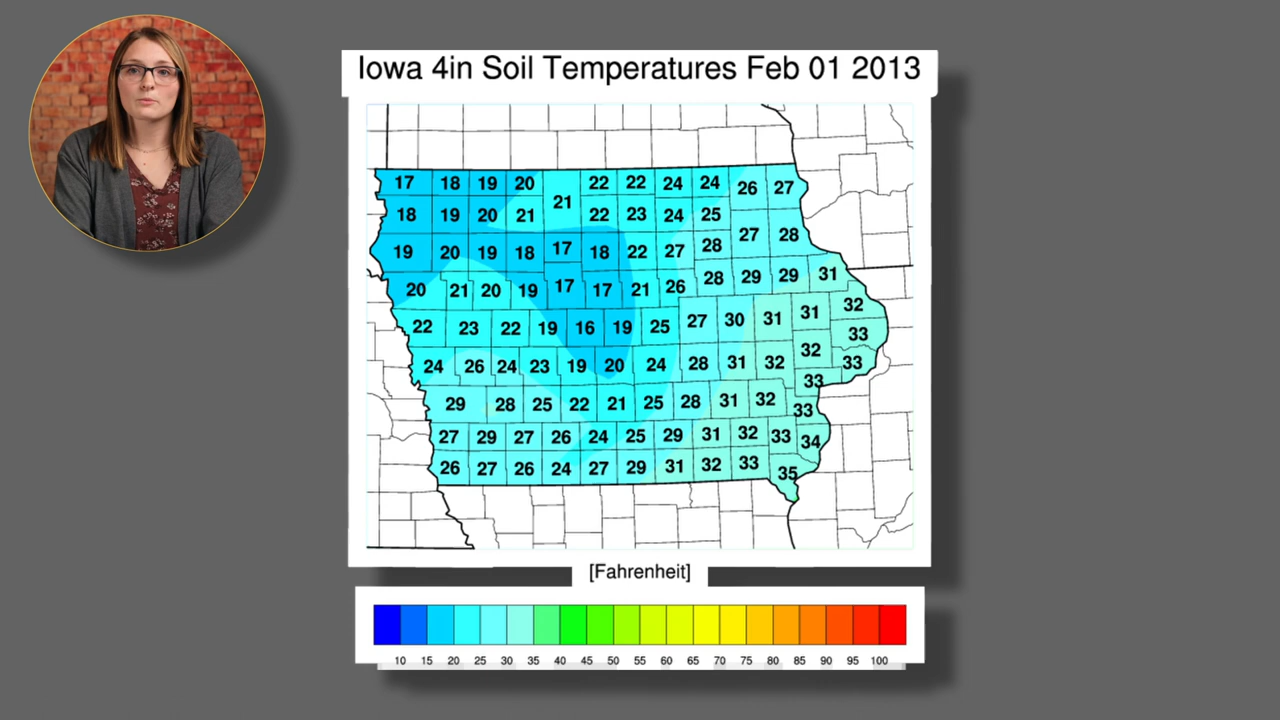 Iowa 4in Soil Temperatures Feb 01 2013
17 18 19 20 22 22 24 24 26 27
21
18 19 20 21 22 23 24 25
27 28
19 20 19 18 17 18 22 27 28
20 21 20 19 17 17 21 26 28 29 29 31
22 23 22 19 16 19 25 27 30 31 31 32
33
24 26 24 23 19 20 24 28 31 32 32 33
33
29 28 25 22 21 25 28 31 32 33
27 29 27 26 24 25 29 31 32 33 34
26 27 26 24 27 29 31 32 33 35
[Fahrenheit]
10 15 20 25 30 35 40 45 50 55 60 65 70 75 80 85 90 95 100